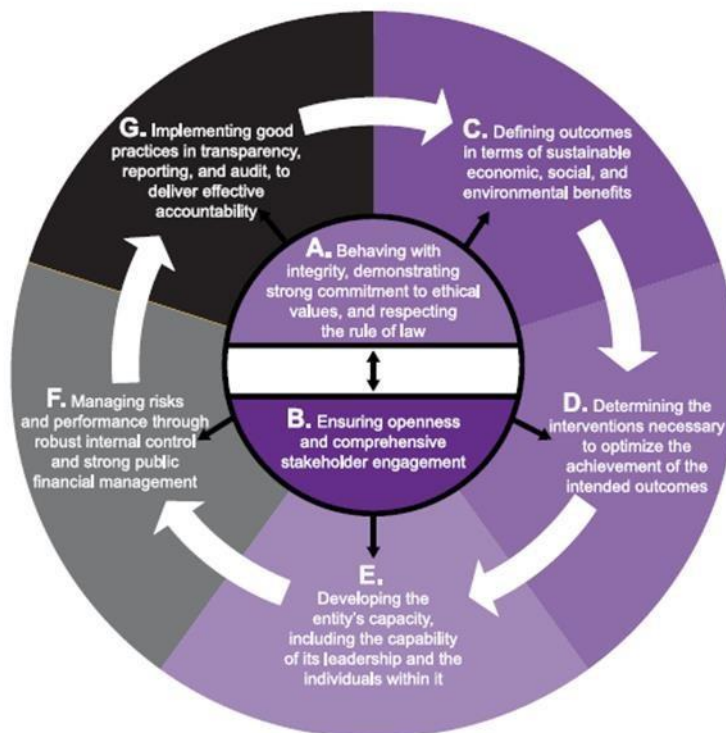 A. Behaving with
integrity, demonstrating
strong commitment to ethical
values, and respecting
the rule of law
B. Ensuring openness
and comprehensive
stakeholder engagement
C. Defining outcomes
in terms of sustainable
economic, social, and
environmental benefits
D. Determining the
interventions necessary
to optimize the
achievement of the
intended outcomes
E.
Developing the
entity's capacity,
including the capability
of its leadership and the
individuals within it
F. Managing risks
and performance through
robust internal control
and strong public
financial management
G. Implementing good
practices in transparency,
reporting, and audit, to
deliver effective
accountability